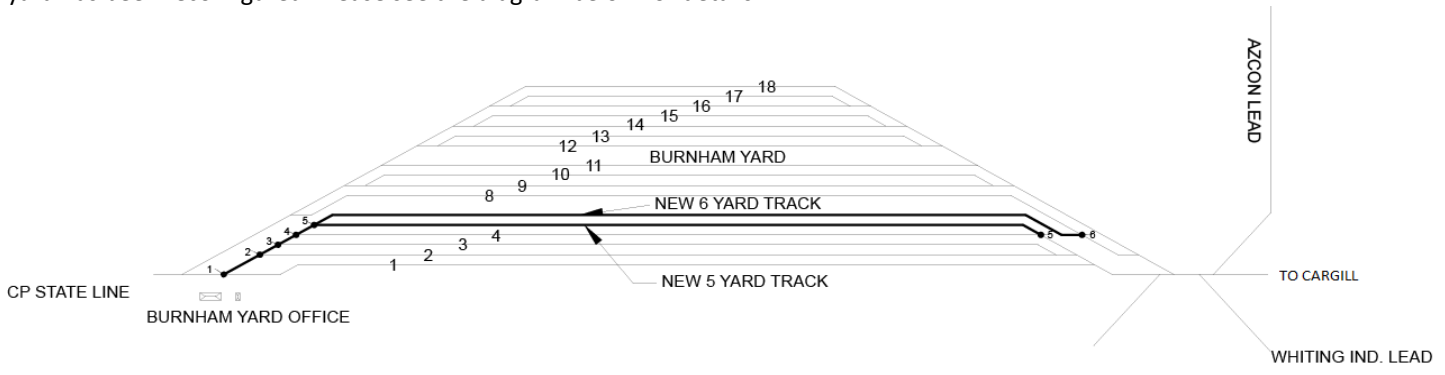 18
17
16
15
14
13
12
11
10
9
8
BURNHAM YARD
AZCON LEAD
NEW 6 YARD TRACK
5
4
3
2
1
4
3
2
1
5
6
NEW 5 YARD TRACK
TO CARGILL
CP STATE LINE
BURNHAM YARD OFFICE
WHITING IND. LEAD